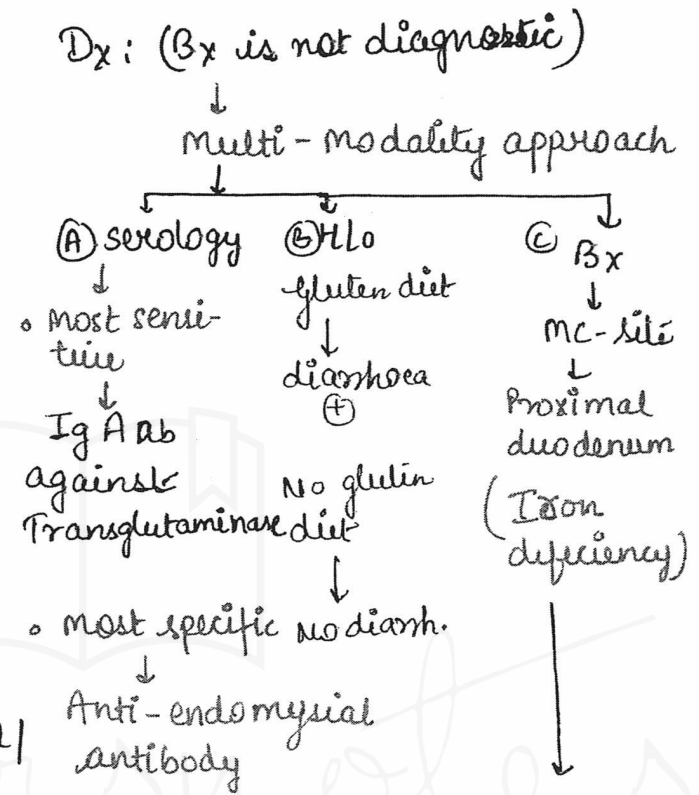 Dx: (Bx is not diagnostic)
↓
Multi-modality approach
↓
Ⓐ serology
↓
• most sensi-
tive
↓
Ig A ab
against
Transglutaminase
• most specific
↓
Anti-endomysial
antibody
Ⓑ H/o
gluten diet
↓
diarrhoea
⊕
No glutin
diet
↓
No diarrh.
Ⓒ Bx
↓
MC-site
↓
Proximal
duodenum
(Iron
deficiency)
↓